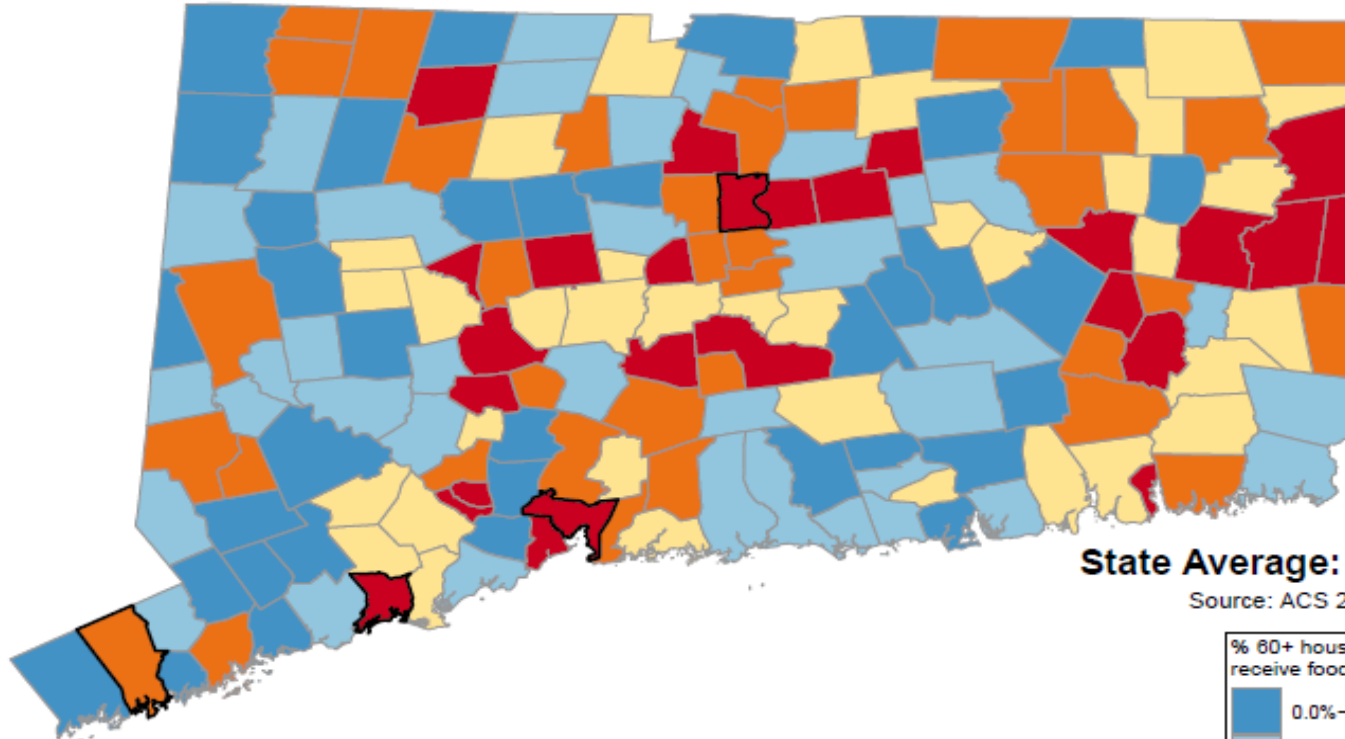 State Average:
Source: ACS 2
% 60+ hous
receive food
0.0%-